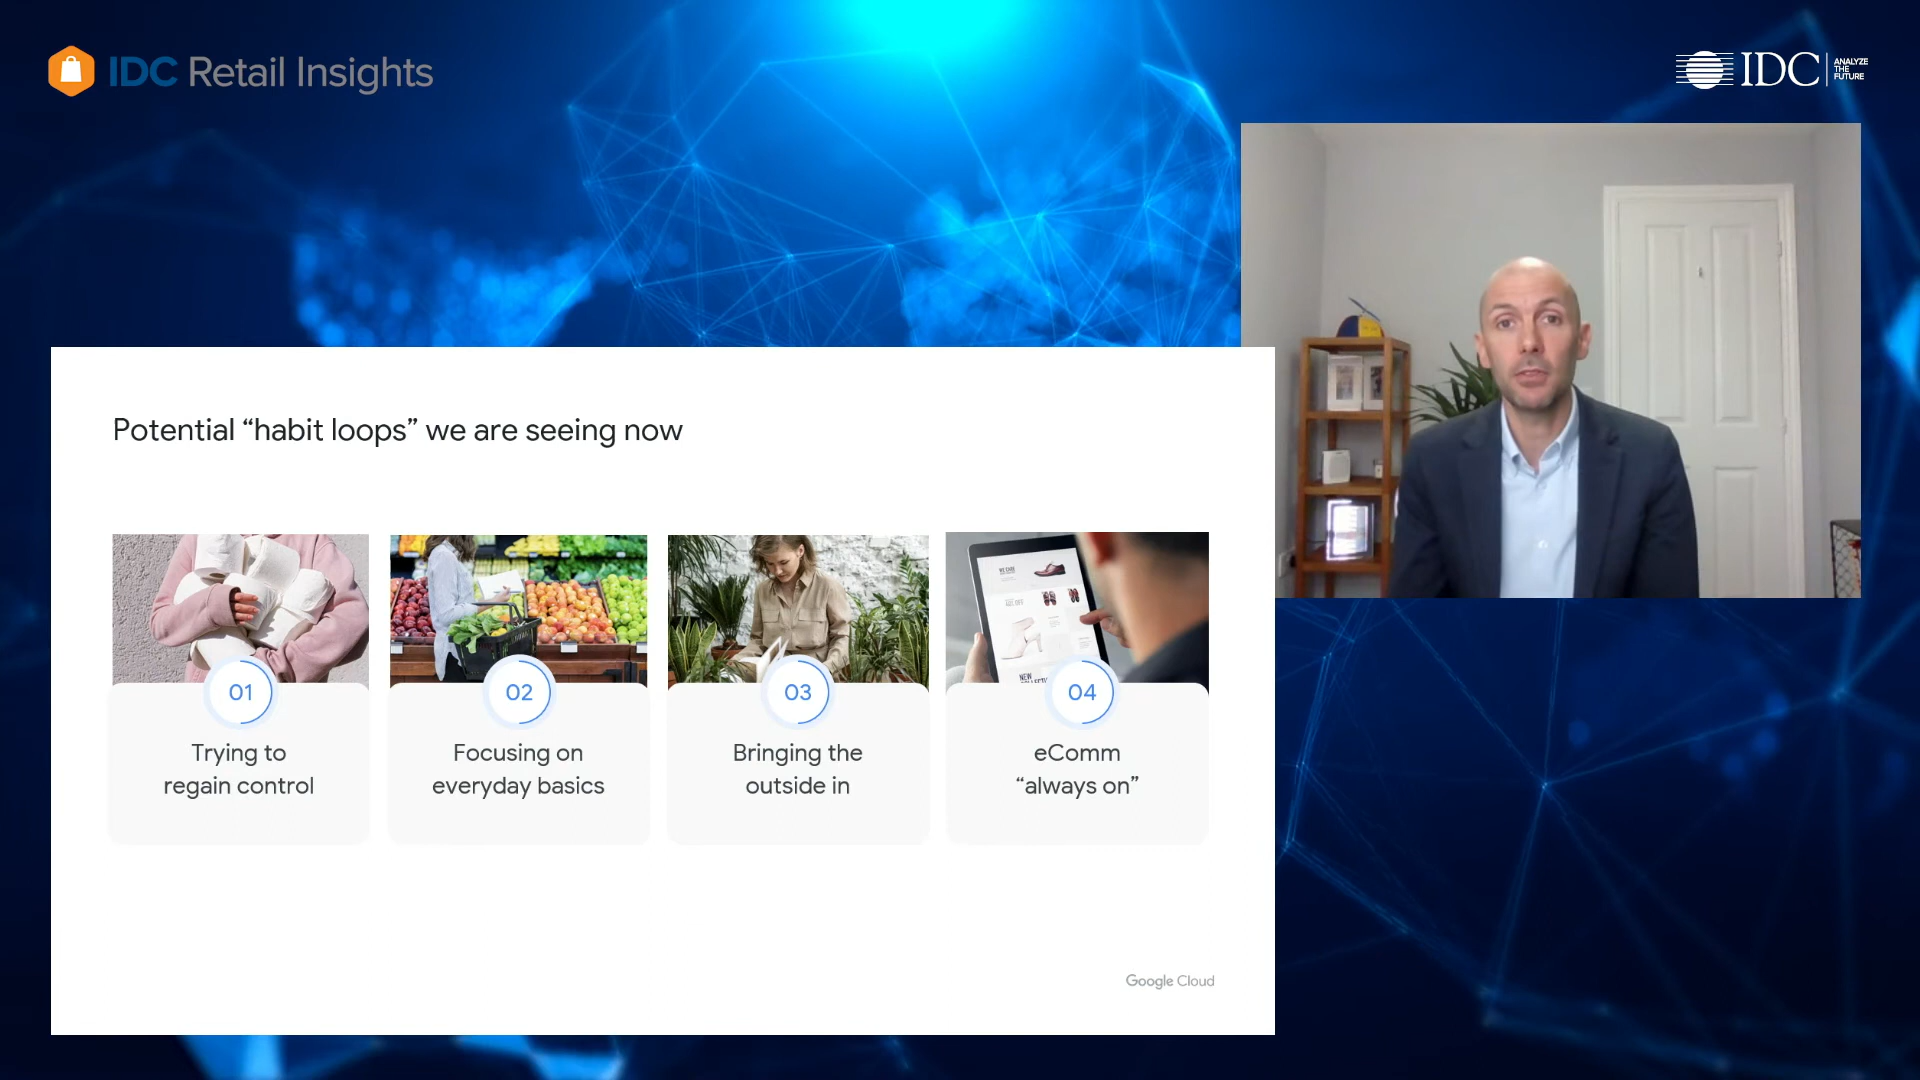 IDC Retail Insights
IDC
ANALYZE
THE
FUTURE
Potential “habit loops” we are seeing now
01
Trying to
regain control
02
Focusing on
everyday basics
03
Bringing the
outside in
04
eComm
“always on”
Google Cloud